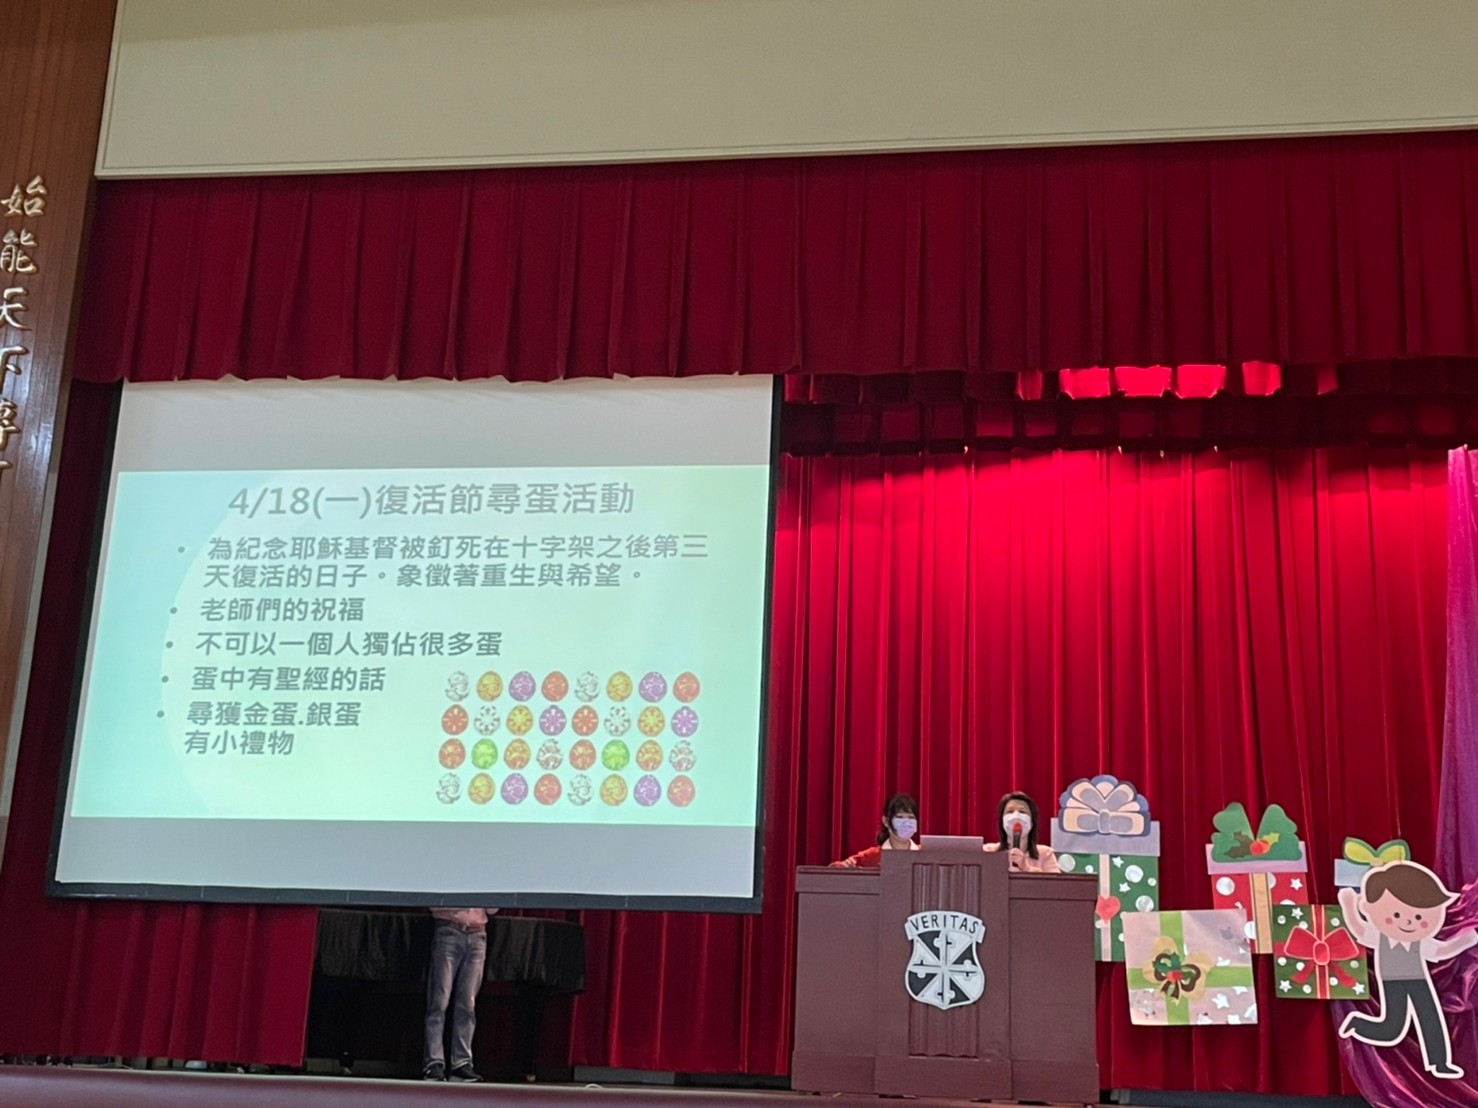 始能天下
4/18(一)復活節尋蛋活動
• 為紀念耶穌基督被釘死在十字架之後第三
天復活的日子。象徵著重生與希望。
• 老師們的祝福
• 不可以一個人獨佔很多蛋
• 蛋中有聖經的話
• 尋獲金蛋.銀蛋
有小禮物
VERITAS